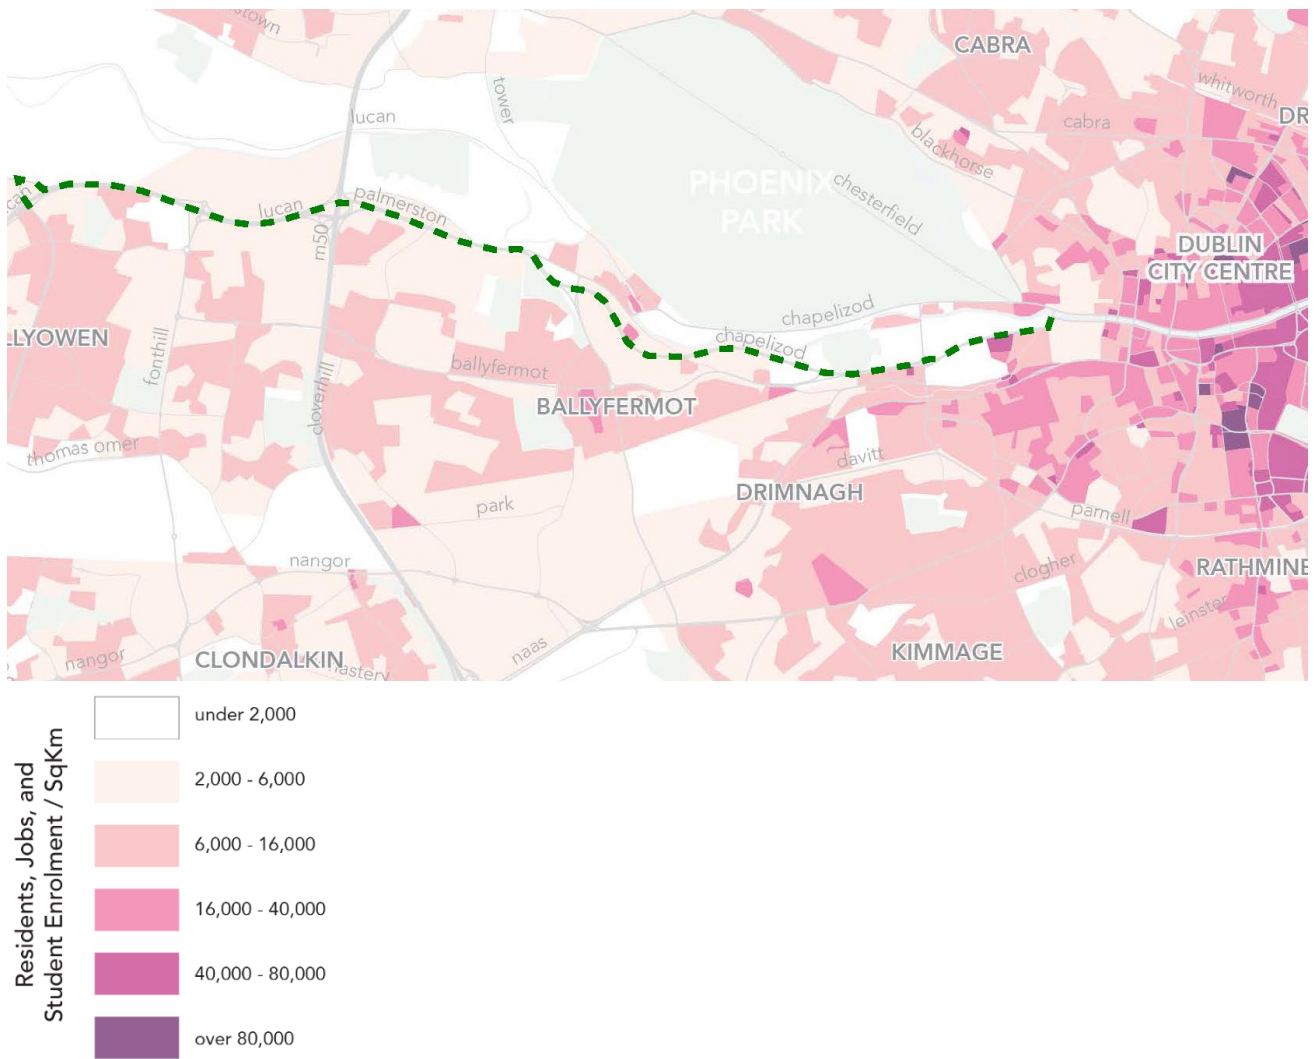 stown
CABRA
whitworth
DR
tower
lucan
cabra
blackhorse
PHOENIX
PARK
chesterfield
can
lucan
palmerston
m50
DUBLIN
CITY CENTRE
chapelizod
chapelizod
LLYOWEN
fonthill
cloverhill
ballyfermot
BALLYFERMOT
thomas omer
davitt
DRIMNAGH
park
parnell
nangor
clogher
RATHMINE
leinster
naas
KIMMAGE
nangor
CLONDALKIN
nastery
Residents, Jobs, and
Student Enrolment / SqKm
under 2,000
2,000 - 6,000
6,000 - 16,000
16,000 - 40,000
40,000 - 80,000
over 80,000